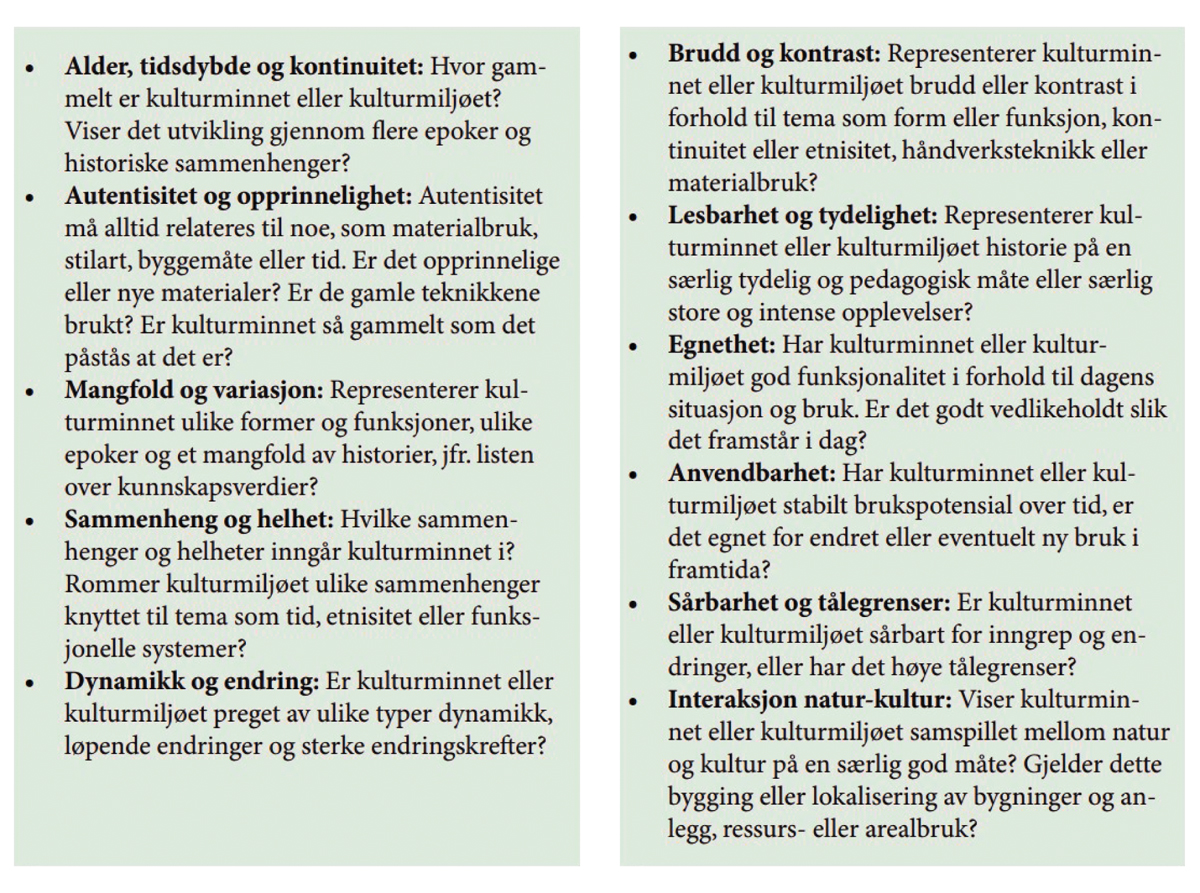 • Alder, tidsdybde og kontinuitet: Hvor gam-
melt er kulturminnet eller kulturmiljøet?
Viser det utvikling gjennom flere epoker og
historiske sammenhenger?
• Autentisitet og opprinnelighet: Autentisitet
må alltid relateres til noe, som materialbruk,
stilart, byggemåte eller tid. Er det opprinnelige
eller nye materialer? Er de gamle teknikkene
brukt? Er kulturminnet så gammelt som det
påstås at det er?
• Mangfold og variasjon: Representerer kul-
turminnet ulike former og funksjoner, ulike
epoker og et mangfold av historier, jfr. listen
over kunnskapsverdier?
• Sammenheng og helhet: Hvilke sammen-
henger og helheter inngår kulturminnet i?
Rommer kulturmiljøet ulike sammenhenger
knyttet til tema som tid, etnisitet eller funks-
jonelle systemer?
• Dynamikk og endring: Er kulturminnet eller
kulturmiljøet preget av ulike typer dynamikk,
løpende endringer og sterke endringskrefter?
• Brudd og kontrast: Representerer kulturmin-
net eller kulturmiljøet brudd eller kontrast i
forhold til tema som form eller funksjon, kon-
tinuitet eller etnisitet, håndverksteknikk eller
materialbruk?
• Lesbarhet og tydelighet: Representerer kul-
turminnet eller kulturmiljøet historie på en
særlig tydelig og pedagogisk måte eller særlig
store og intense opplevelser?
• Egnethet: Har kulturminnet eller kultur-
miljøet god funksjonalitet i forhold til dagens
situasjon og bruk. Er det godt vedlikeholdt slik
det framstår i dag?
• Anvendbarhet: Har kulturminnet eller kul-
turmiljøet stabilt brukspotensial over tid, er
det egnet for endret eller eventuelt ny bruk i
framtida?
• Sårbarhet og tålegrenser: Er kulturminnet
eller kulturmiljøet sårbart for inngrep og en-
dringer, eller har det høye tålegrenser?
• Interaksjon natur-kultur: Viser kulturmin-
net eller kulturmiljøet samspillet mellom natur
og kultur på en særlig god måte? Gjelder dette
bygging eller lokalisering av bygninger og an-
legg, ressurs- eller arealbruk?